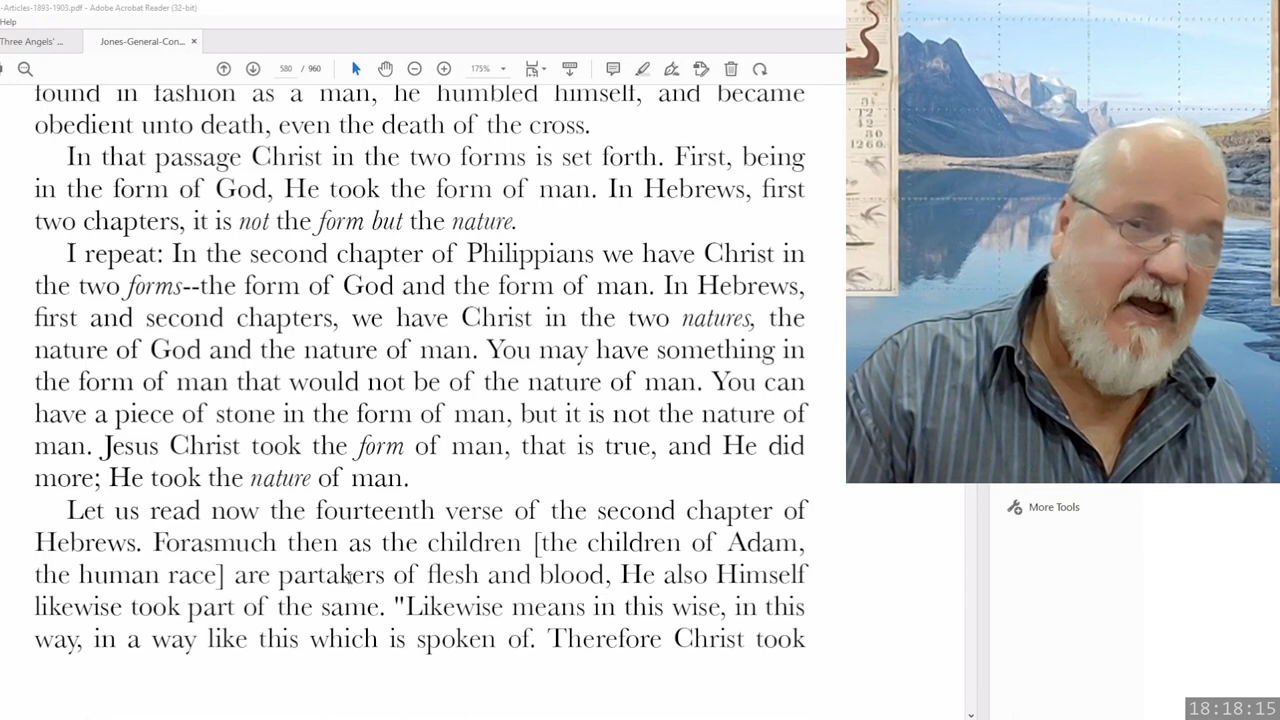 -Articles-1893-1903.pdf - Adobe Acrobat Reader (32-bit)
Help
Three Angels' ...
Jones-General-Con... ×
580 960
175%
found in fashion as a man, he humbled himself, and became
obedient unto death, even the death of the cross.
In that passage Christ in the two forms is set forth. First, being
in the form of God, He took the form of man. In Hebrews, first
two chapters, it is not the form but the nature.
I repeat: In the second chapter of Philippians we have Christ in
the two forms--the form of God and the form of man. In Hebrews,
first and second chapters, we have Christ in the two natures, the
nature of God and the nature of man. You may have something in
the form of man that would not be of the nature of man. You can
have a piece of stone in the form of man, but it is not the nature of
man. Jesus Christ took the form of man, that is true, and He did
more; He took the nature of man.
Let us read now the fourteenth verse of the second chapter of
Hebrews. Forasmuch then as the children [the children of Adam,
the human race] are partakers of flesh and blood, He also Himself
likewise took part of the same. "Likewise means in this wise, in this
way, in a way like this which is spoken of. Therefore Christ took
12
42
30
1260.
More Tools
18:18:15